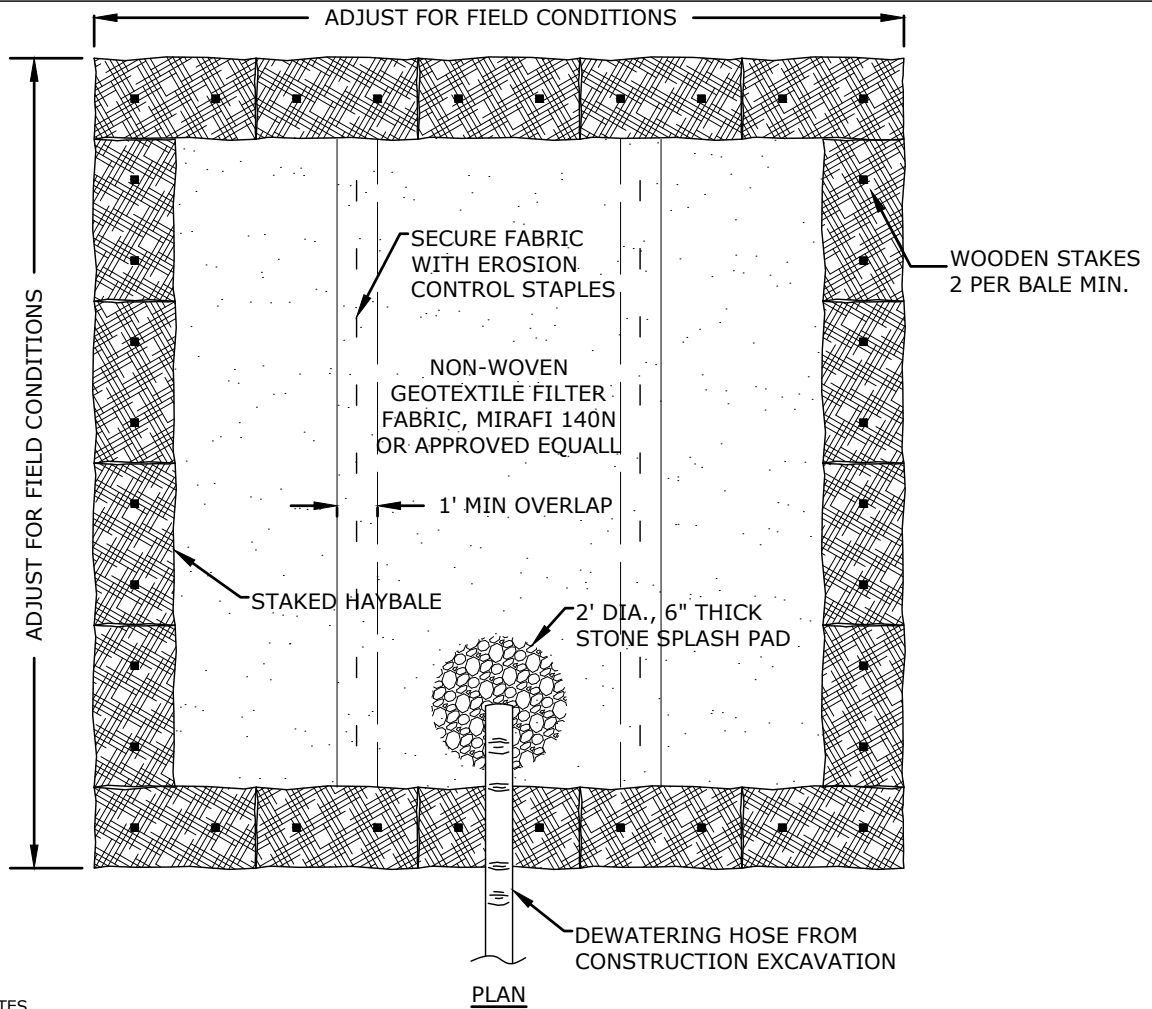 ADJUST FOR FIELD CONDITIONS
ADJUST FOR FIELD CONDITIONS
SECURE FABRIC
WITH EROSION
CONTROL STAPLES
WOODEN STAKES
2 PER BALE MIN.
NON-WOVEN
GEOTEXTILE FILTER
FABRIC, MIRAFI 140N
OR APPROVED EQUALL
1' MIN OVERLAP
STAKED HAYBALE
2' DIA., 6" THICK
STONE SPLASH PAD
DEWATERING HOSE FROM
CONSTRUCTION EXCAVATION
PLAN